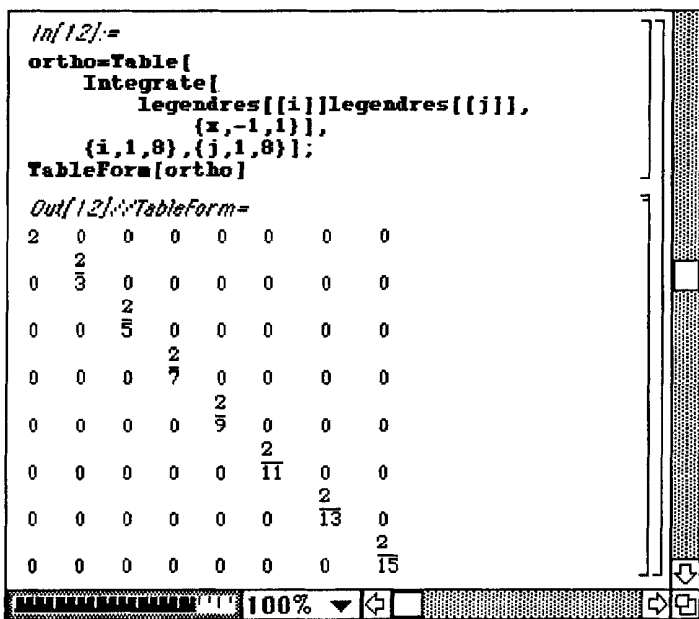 In[12]:=
ortho=Table[
Integrate[
legendres[[i]]legendres[[j]],
{x,-1,1}],
{i,1,8},{j,1,8}];
TableForm[ortho]
Out[12]//TableForm=
2 0 0 0 0 0 0 0
2
0 3 0 0 0 0 0 0
2
0 0 5 0 0 0 0 0
2
0 0 0 7 0 0 0 0
2
0 0 0 0 9 0 0 0
2
0 0 0 0 0 11 0 0
2
0 0 0 0 0 0 13 0
2
0 0 0 0 0 0 0 15
100%